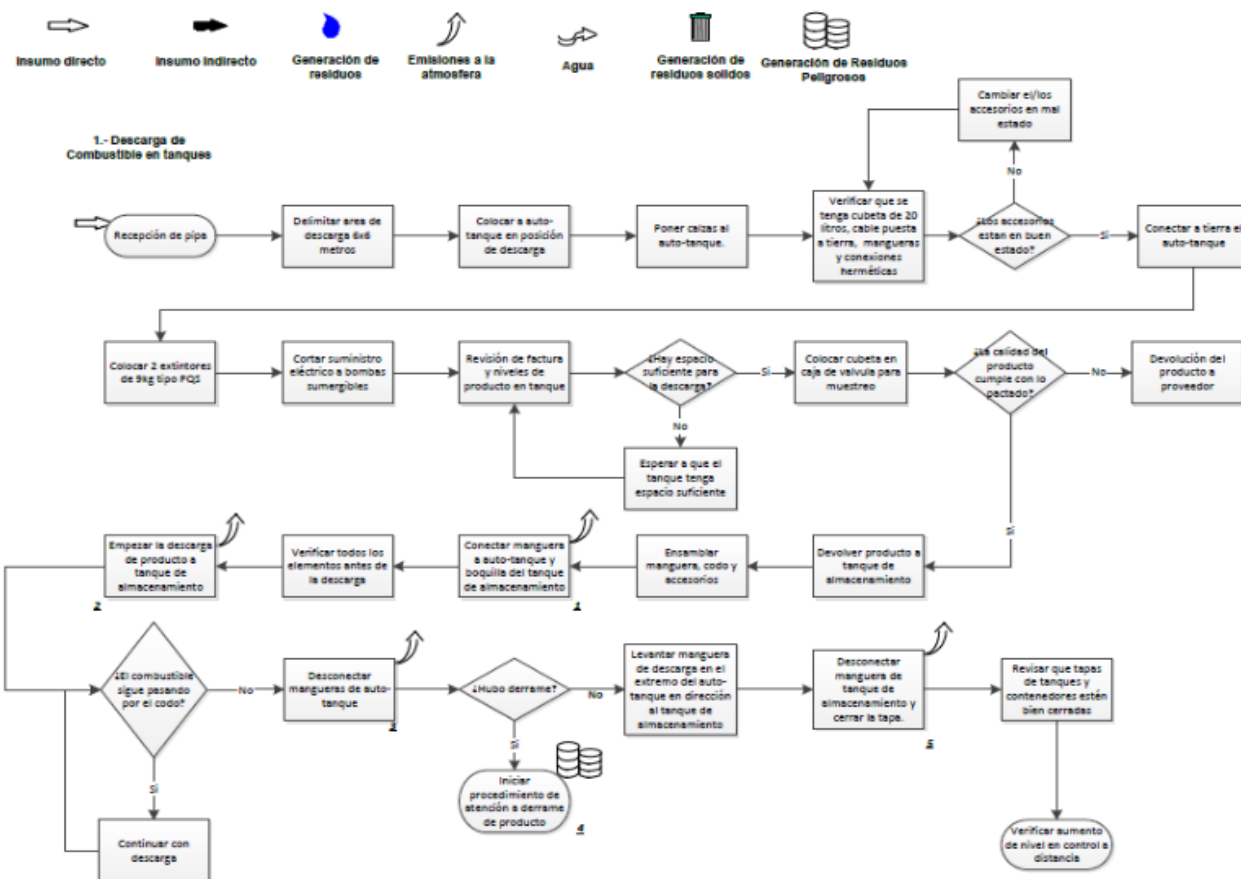 Insumo directo
Insumo indirecto
Generación de
residuos
Emisiones a la
atmosfera
Agua
Generación de
residuos solidos
Generación de Residuos
Peligrosos
1.- Descarga de
Combustible en tanques
Recepción de pipa
Delimitar area de
descarga 6x6
metros
Colocar a auto-
tanque en posición
de descarga
Poner calzas al
auto-tanque.
Verificar que se
tenga cubeta de 20
litros, cable puesta
a tierra, mangueras
y conexiones
herméticas
Cambiar el/los
accesorios en mal
estado
No
¿Los accesorios
estan en buen
estado?
Si
Conectar a tierra el
auto-tanque
Colocar 2 extintores
de 9kg tipo PQS
Cortar suministro
eléctrico a bombas
sumergibles
Revisión de factura
y niveles de
producto en tanque
¿Hay espacio
suficiente para
la descarga?
Si
No
Esperar a que el
tanque tenga
espacio suficiente
Colocar cubeta en
caja de valvula para
muestreo
¿La calidad del
producto
cumple con lo
pactado?
No
Devolución del
producto a
proveedor
Si
Devolver producto a
tanque de
almacenamiento
Ensamblar
manguera, codo y
accesorios
Conectar manguera
a auto-tanque y
boquilla del tanque
de almacenamiento
1
Verificar todos los
elementos antes de
la descarga
Empezar la descarga
de producto a
tanque de
almacenamiento
2
¿El combustible
sigue pasando
por el codo?
No
Si
Continuar con
descarga
Desconectar
mangueras de auto-
tanque
3
¿Hubo derrame?
No
Si
Iniciar
procedimiento de
atención a derrame
de producto
4
Levantar manguera
de descarga en el
extremo del auto-
tanque en dirección
al tanque de
almacenamiento
Desconectar
manguera de
tanque de
almacenamiento y
cerrar la tapa.
5
Revisar que tapas
de tanques y
contenedores estén
bien cerradas
Verificar aumento
de nivel en control a
distancia